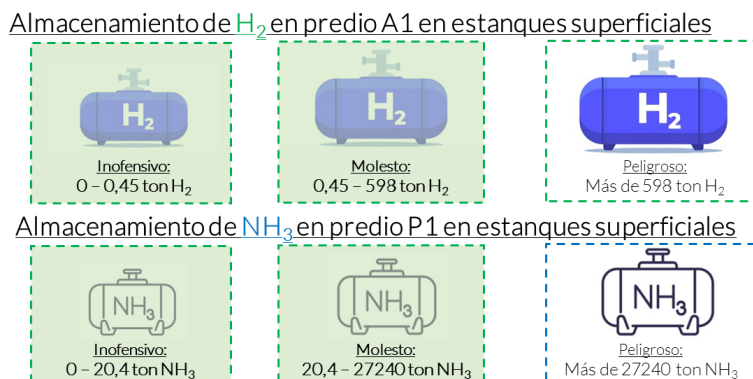 Almacenamiento de H₂ en predio A1 en estanques superficiales
H₂
H₂
H₂
Inofensivo:
Molesto:
Peligroso:
0 – 0,45 ton H₂
0,45 – 598 ton H₂
Más de 598 ton H₂
Almacenamiento de NH₃ en predio P1 en estanques superficiales
NH₃
NH₃
NH₃
Inofensivo:
Molesto:
Peligroso:
0 – 20,4 ton NH₃
20,4 – 27240 ton NH₃
Más de 27240 ton NH₃